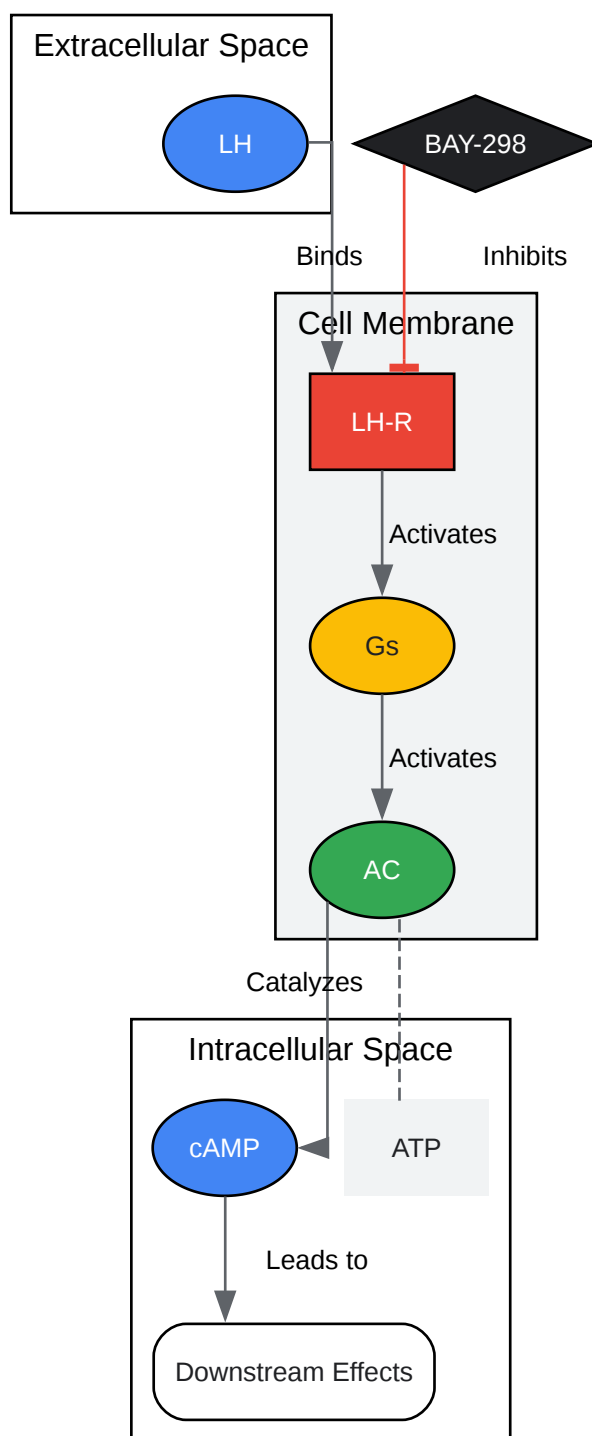 Extracellular Space
LH
BAY-298
Binds
Inhibits
Cell Membrane
LH-R
Activates
Gs
Activates
AC
Catalyzes
Intracellular Space
cAMP
ATP
Leads to
Downstream Effects